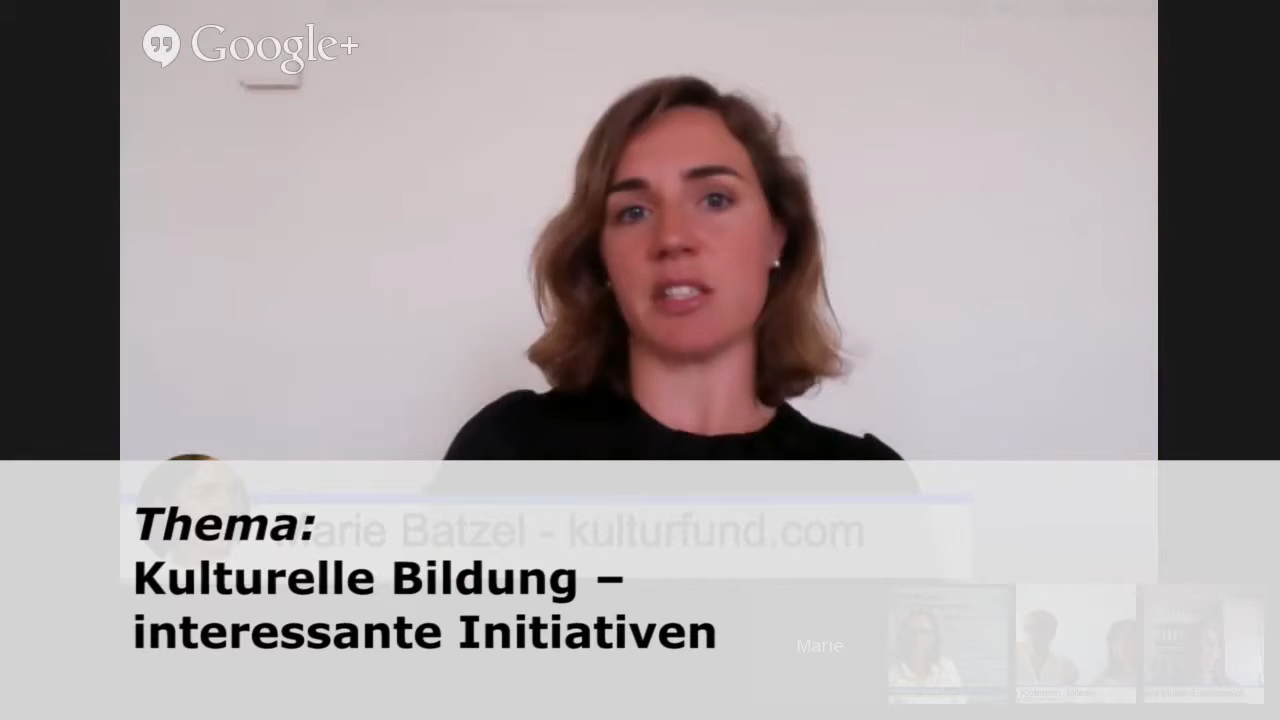 Google+
Thema:
Marie Batzel - kulturfund.com
Kulturelle Bildung –
interessante Initiativen
Marie